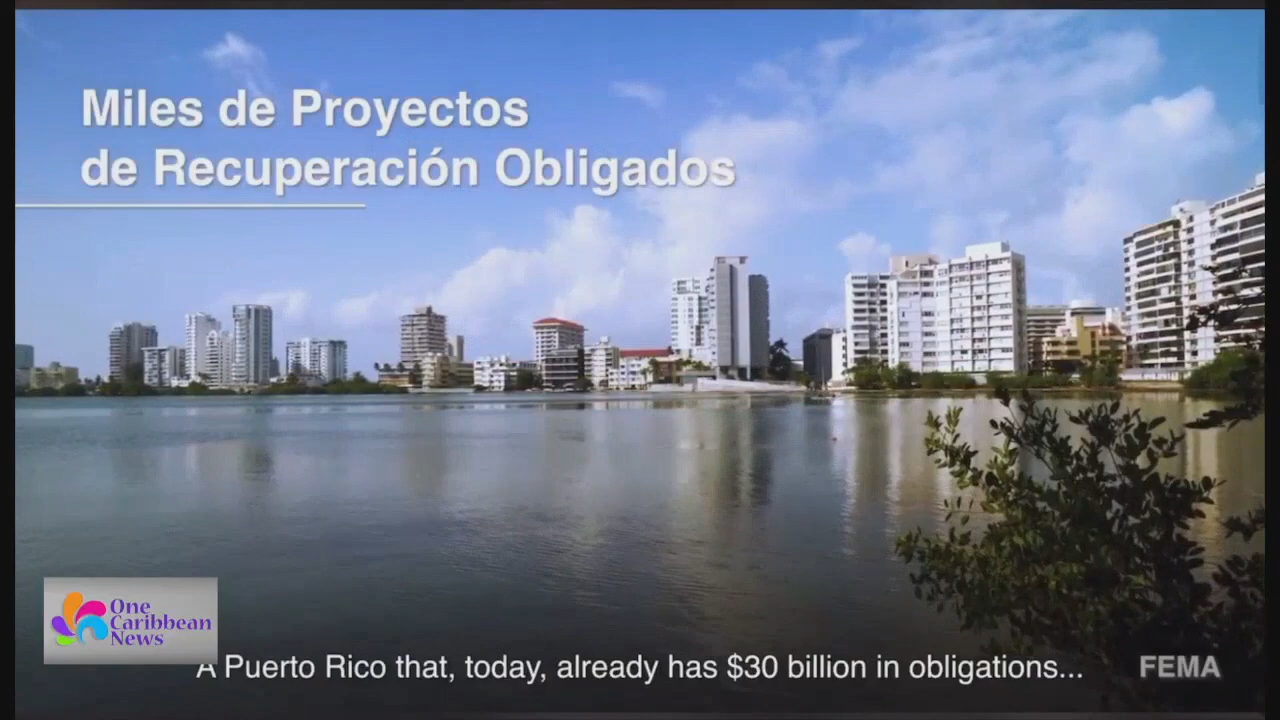 Miles de Proyectos
de Recuperación Obligados
One
Caribbean
News
A Puerto Rico that, today, already has $30 billion in obligations...
FEMA